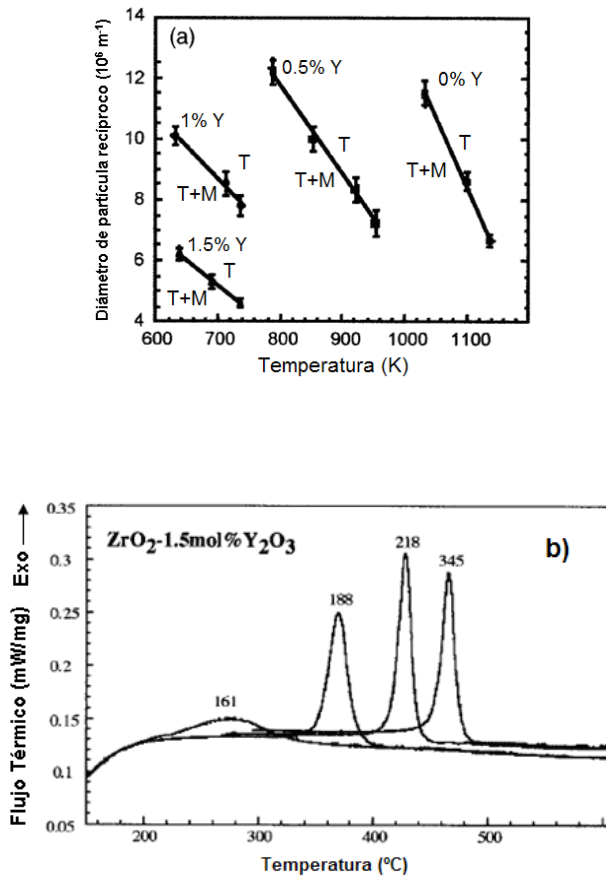 (a)
Diámetro de partícula recíproco (10⁶ m⁻¹)
14
12
10
8
6
4
0.5% Y
0% Y
1% Y
T
T
T
T+M
T+M
T+M
1.5% Y
T
T+M
600 700 800 900 1000 1100
Temperatura (K)
Flujo Térmico (mW/mg) Exo →
0.35
0.3
0.25
0.2
0.15
0.1
0.05
ZrO₂-1.5mol%Y₂O₃
b)
161
188
218
345
200 300 400 500
Temperatura (ºC)